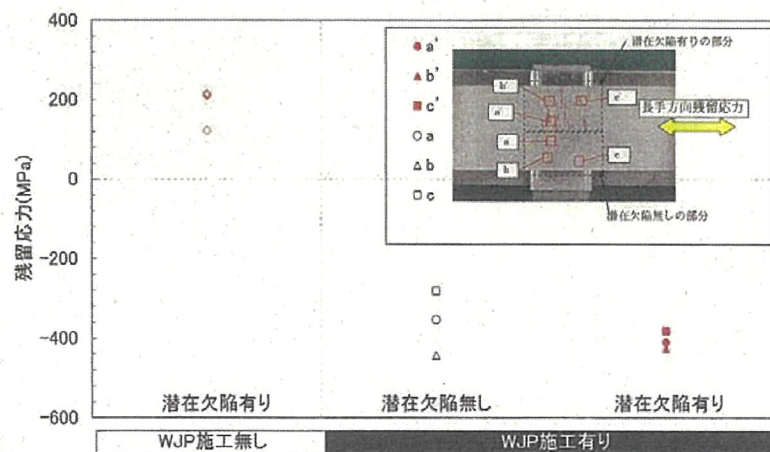 400
200
0
-200
-400
-600
残留応力(MPa)
a'
b'
c'
a
b
c
潜在欠陥有りの部分
長手方向残留応力
b'
c'
a'
a
b
c
潜在欠陥無しの部分
潜在欠陥有り
潜在欠陥無し
潜在欠陥有り
WJP施工無し
WJP施工有り